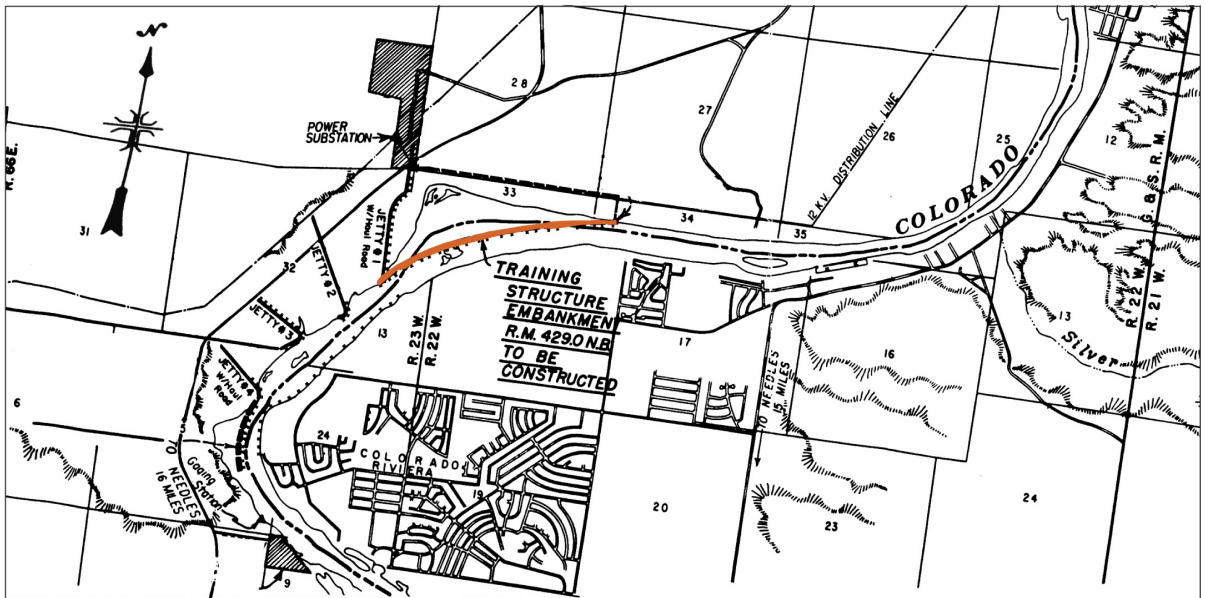 N
R. 66E.
31
32
POWER
SUBSTATION
28
27
26
25
12
12 KV DISTRIBUTION LINE
COLORADO
G & S. R. M.
R. 22 W.
R. 21 W.
33
34
35
JETTY #1
W/Haul Road
JETTY #2
JETTY #3
JETTY #4
W/Haul
Road
13
R. 23 W.
R. 22 W.
TRAINING
STRUCTURE
EMBANKMENT
R.M. 429.0 N.B.
TO BE
CONSTRUCTED
17
16
13
Silver
TO NEEDLES
15 MILES
6
24
COLORADO
RIVIERA
19
20
23
24
TO
NEEDLES
16 MILES
Gaging
Station
9